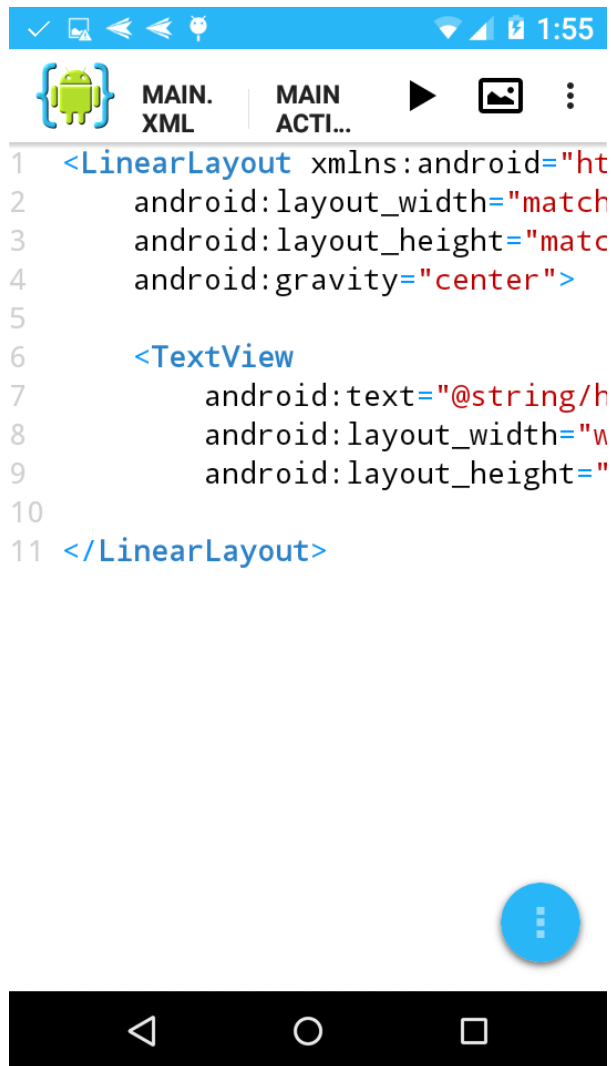 1:55
MAIN.
XML
MAIN
ACTI...
1 <LinearLayout xmlns:android="ht
2 android:layout_width="match
3 android:layout_height="matc
4 android:gravity="center">
5
6 <TextView
7 android:text="@string/h
8 android:layout_width="w
9 android:layout_height="
10
11 </LinearLayout>